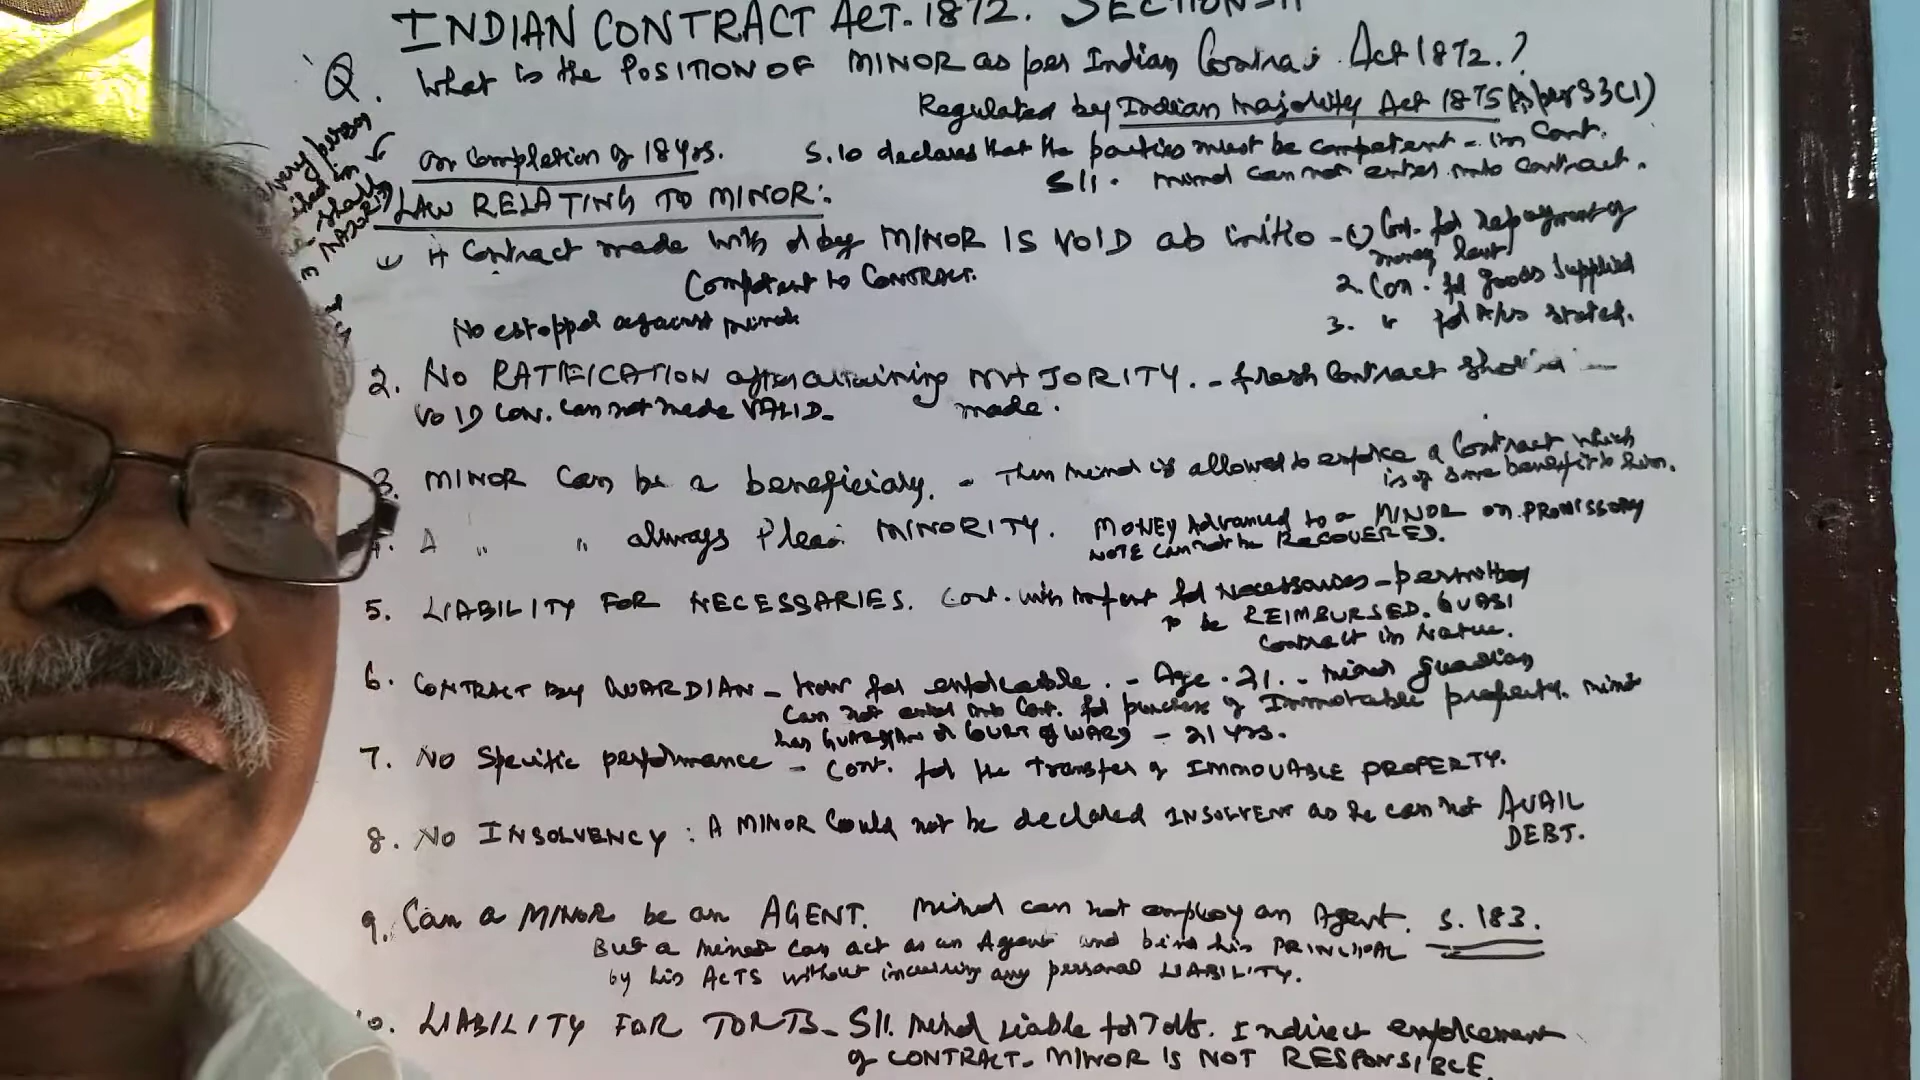 INDIAN CONTRACT ACT. 1872. SECTION-11
Q. What is the POSITION OF MINOR as per Indian Contrac Act 1872.?
Regulated by Indian majority Act 1875 As per S3C1)
on completion of 18 yrs. S.10 declares that the parties must be competent - in Cont.
S11. minor can not enter into contract.
LAW RELATING TO MINOR:
Contract made with or by MINOR IS VOID ab initio - (1) Cont. for repayment of
money lent
Competent to CONTRACT. 2. Con. for goods supplied
No estoppel against minor 3. " for A/cs stated.
2. NO RATIFICATION after attaining MAJORITY. - fresh Contract
VOID CON. can not made VALID. made.
3. MINOR can be a beneficiary. - Then minor is allowed to enforce a Contract which
is of some benefit to him.
4. A " " always Plead MINORITY. MONEY Advanced to a MINOR on PROMISSORY
NOTE can not be RECOVERED.
5. LIABILITY FOR NECESSARIES. Cont. with infant for Necessaries - permitted
to be REIMBURSED. QUASI
Contract in Nature.
6. CONTRACT BY GUARDIAN - how far enforceable. - Age. 21. - minor guardian
Can not enter into Cont. for purchase of Immovable property. minor
has GUARDIAN or COURT of WARDS - 21 yrs.
7. NO Specific performance - Cont. for the transfer of IMMOVABLE PROPERTY.
8. NO INSOLVENCY: A MINOR could not be declared INSOLVENT as he can not AVAIL
DEBT.
9. Can a MINOR be an AGENT. Minor can not employ an Agent. S. 183.
But a minor can act as an Agent and bind his PRINCIPAL
by his ACTS without incurring any personal LIABILITY.
10. LIABILITY FOR TORTS - S11. Minor liable for Torts. Indirect enforcement
of CONTRACT - MINOR IS NOT RESPONSIBLE.